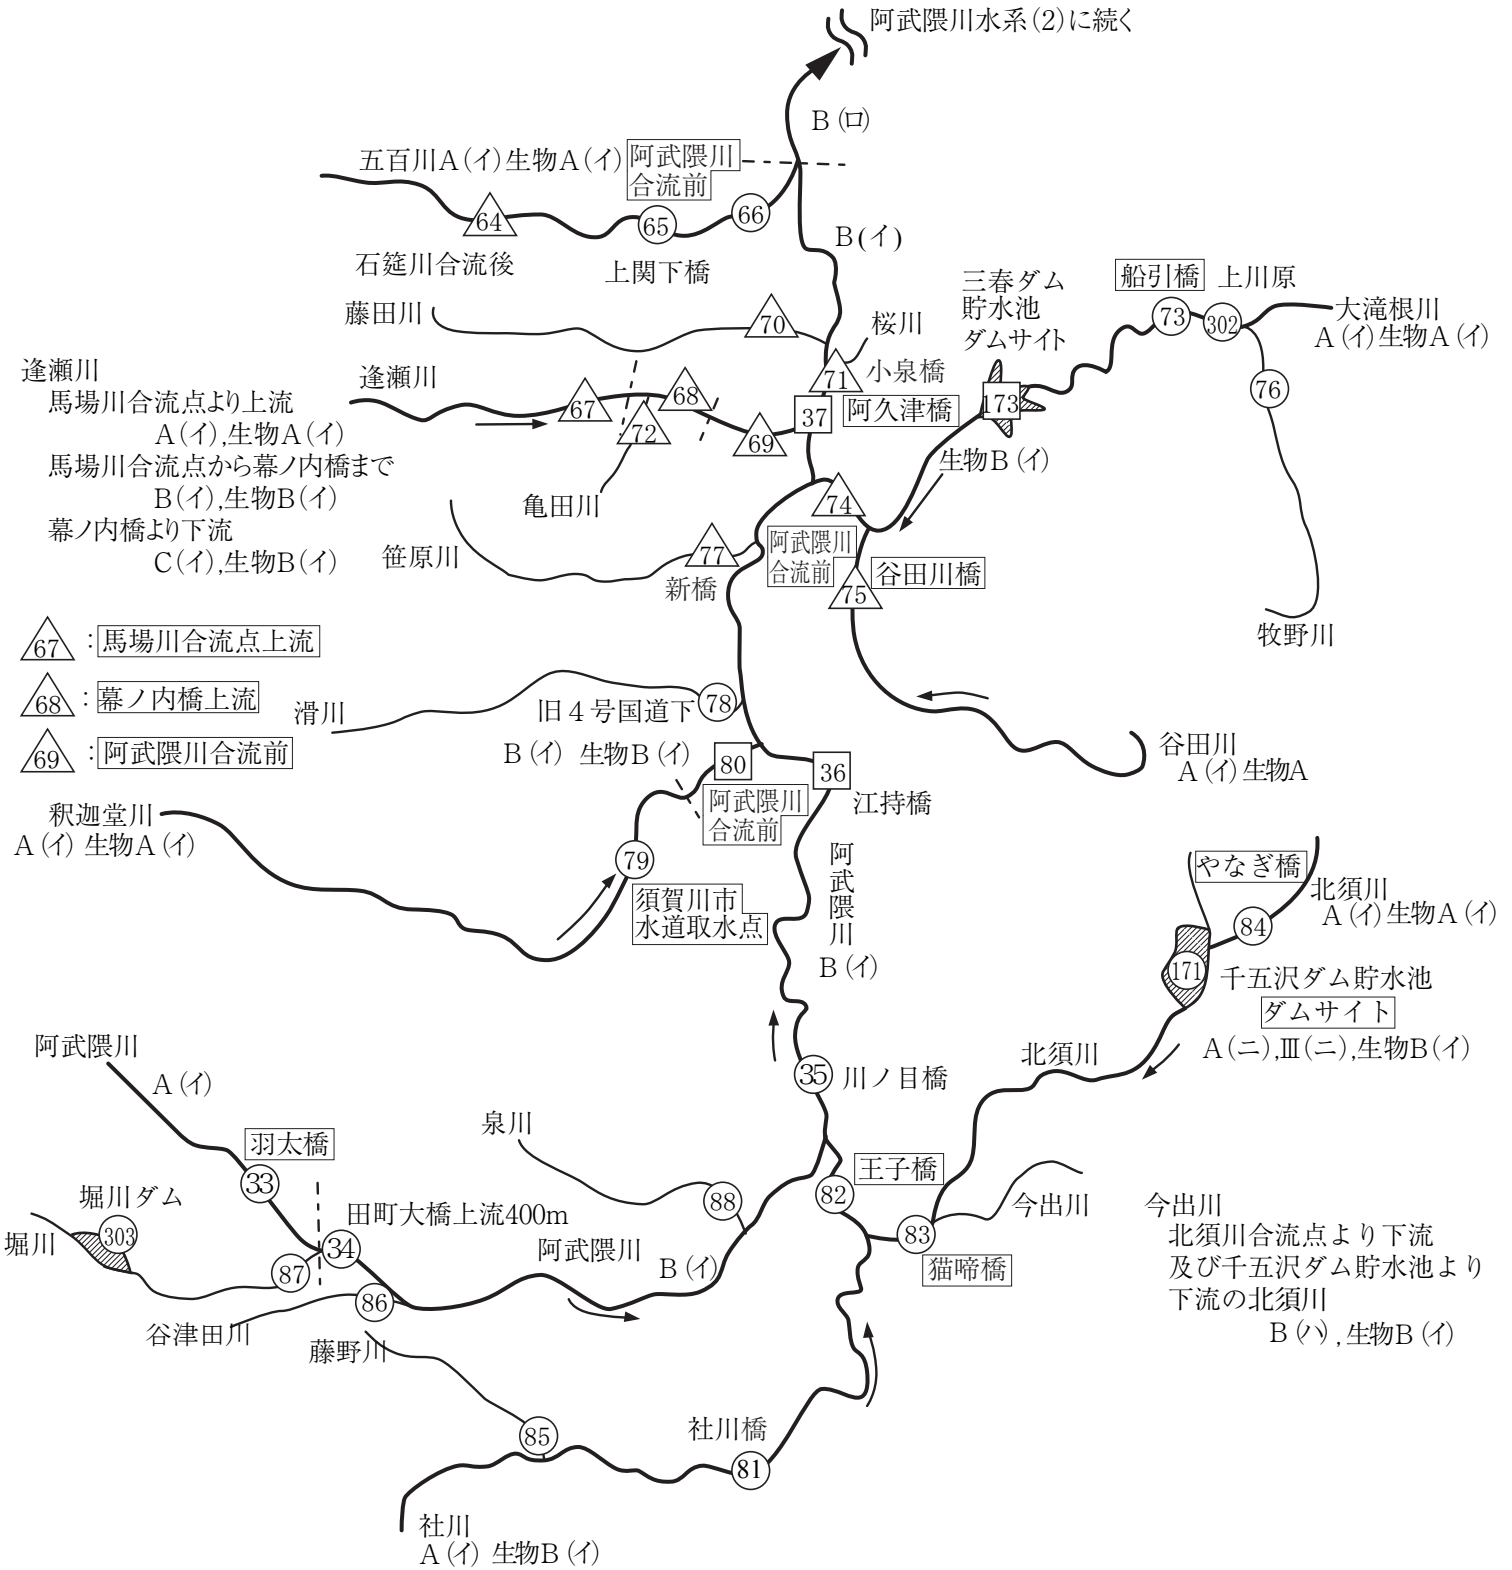 阿武隈川水系(2)に続く
B(ロ)
五百川A(イ)生物A(イ)
阿武隈川
合流前
64
65
66
石筵川合流後
上関下橋
B(イ)
藤田川
70
桜川
71
小泉橋
三春ダム
貯水池
ダムサイト
船引橋
上川原
73
302
大滝根川
A(イ)生物A(イ)
76
牧野川
173
生物B(イ)
逢瀬川
馬場川合流点より上流
A(イ),生物A(イ)
馬場川合流点から幕ノ内橋まで
B(イ),生物B(イ)
幕ノ内橋より下流
C(イ),生物B(イ)
逢瀬川
67
68
72
69
37
阿久津橋
亀田川
74
阿武隈川
合流前
75
谷田川橋
笹原川
77
新橋
67:馬場川合流点上流
68:幕ノ内橋上流
69:阿武隈川合流前
滑川
旧4号国道下
78
谷田川
A(イ)生物A
B(イ) 生物B(イ)
80
36
江持橋
阿武隈川
合流前
釈迦堂川
A(イ) 生物A(イ)
79
須賀川市
水道取水点
阿武隈川
B(イ)
やなぎ橋
84
北須川
A(イ)生物A(イ)
171
千五沢ダム貯水池
ダムサイト
A(ニ),Ⅲ(ニ),生物B(イ)
北須川
阿武隈川
A(イ)
35
川ノ目橋
泉川
羽太橋
33
王子橋
82
88
83
猫啼橋
今出川
今出川
北須川合流点より下流
及び千五沢ダム貯水池より
下流の北須川
B(ハ),生物B(イ)
堀川ダム
303
堀川
田町大橋上流400m
34
87
86
阿武隈川
B(イ)
谷津田川
藤野川
85
社川橋
81
社川
A(イ) 生物B(イ)